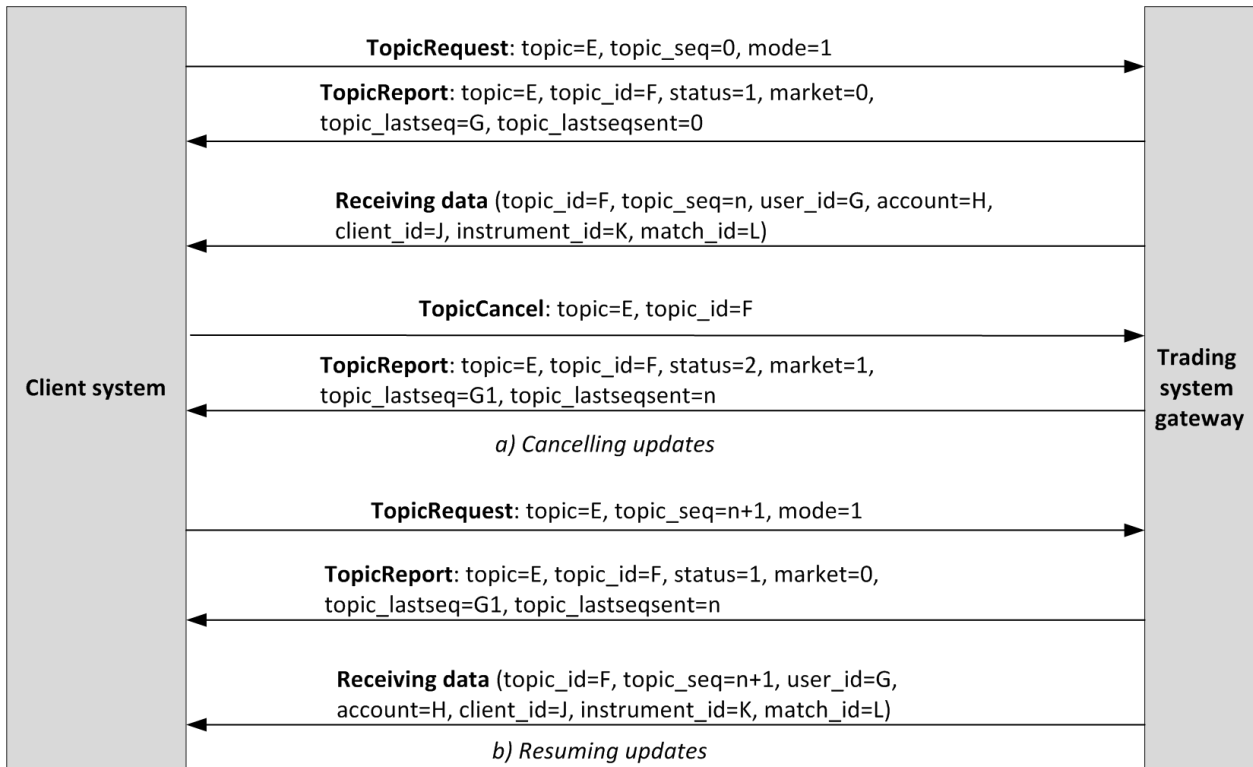 TopicRequest: topic=E, topic_seq=0, mode=1
TopicReport: topic=E, topic_id=F, status=1, market=0,
topic_lastseq=G, topic_lastseqsent=0
Receiving data (topic_id=F, topic_seq=n, user_id=G, account=H,
client_id=J, instrument_id=K, match_id=L)
TopicCancel: topic=E, topic_id=F
TopicReport: topic=E, topic_id=F, status=2, market=1,
topic_lastseq=G1, topic_lastseqsent=n
Client system
Trading
system
gateway
a) Cancelling updates
TopicRequest: topic=E, topic_seq=n+1, mode=1
TopicReport: topic=E, topic_id=F, status=1, market=0,
topic_lastseq=G1, topic_lastseqsent=n
Receiving data (topic_id=F, topic_seq=n+1, user_id=G,
account=H, client_id=J, instrument_id=K, match_id=L)
b) Resuming updates